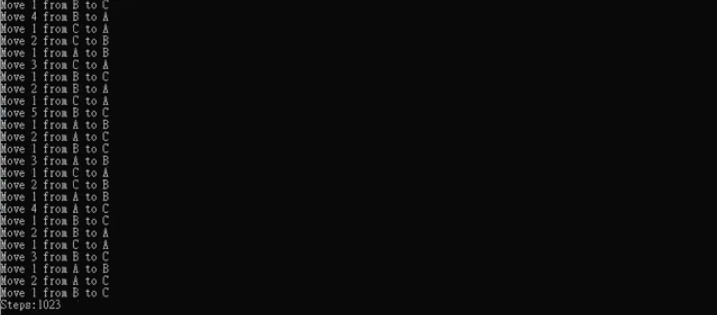 Move 1 from B to C
Move 4 from B to A
Move 1 from C to A
Move 2 from C to B
Move 1 from A to B
Move 3 from C to A
Move 1 from B to C
Move 2 from B to A
Move 1 from C to A
Move 5 from B to C
Move 1 from A to B
Move 2 from A to C
Move 1 from B to C
Move 3 from A to B
Move 1 from C to A
Move 2 from C to B
Move 1 from A to B
Move 4 from A to C
Move 1 from B to C
Move 2 from B to A
Move 1 from C to A
Move 3 from B to C
Move 1 from A to B
Move 2 from A to C
Move 1 from B to C
Steps:1023